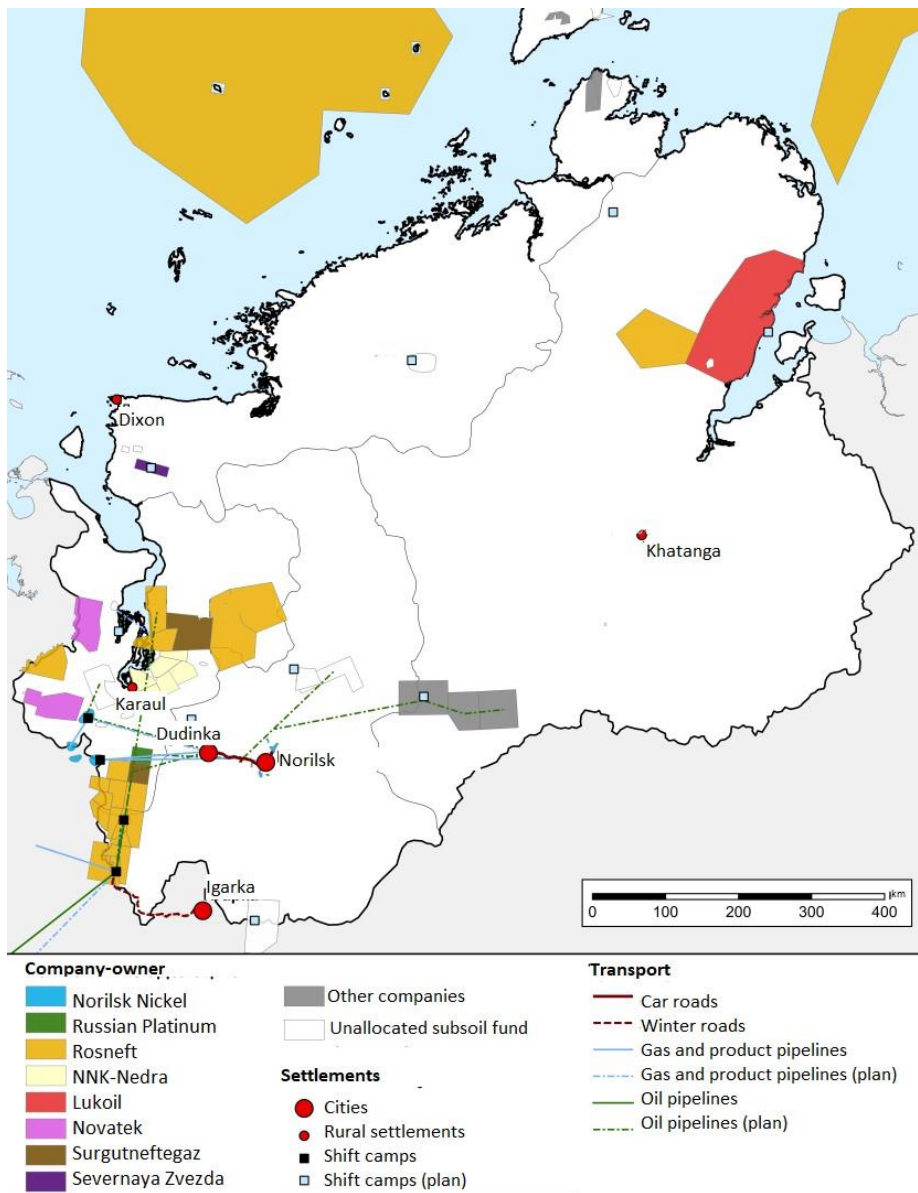 Dixon
Khatanga
Karaul
Dudinka
Norilsk
Igarka
km
0 100 200 300 400
Company-owner
Norilsk Nickel
Russian Platinum
Rosneft
NNK-Nedra
Lukoil
Novatek
Surgutneftegaz
Severnaya Zvezda
Other companies
Unallocated subsoil fund
Settlements
Cities
Rural settlements
Shift camps
Shift camps (plan)
Transport
Car roads
Winter roads
Gas and product pipelines
Gas and product pipelines (plan)
Oil pipelines
Oil pipelines (plan)